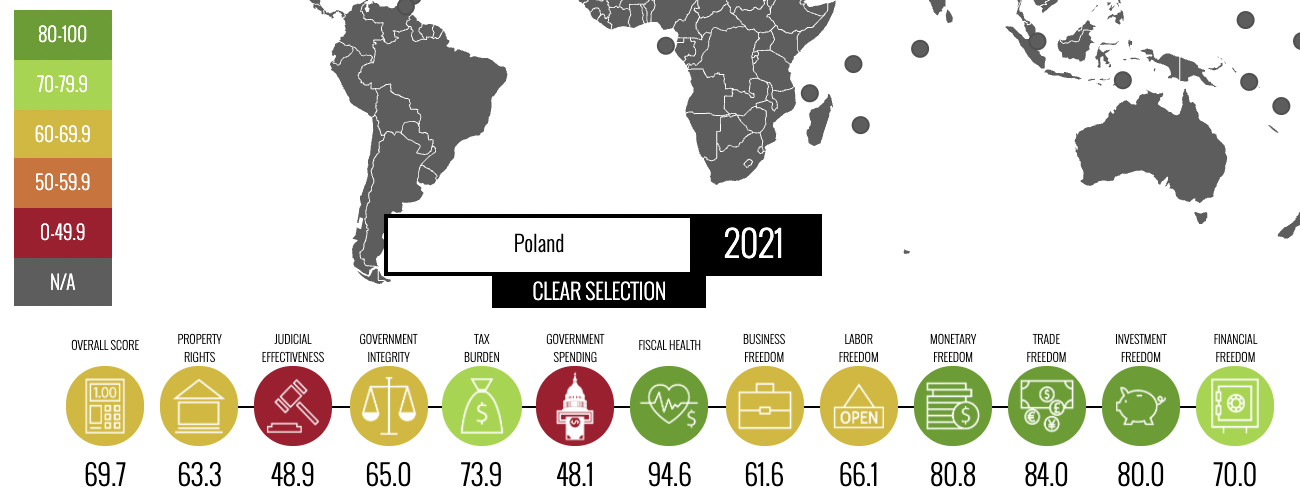 80-100
70-79.9
60-69.9
50-59.9
0-49.9
N/A
Poland
2021
CLEAR SELECTION
OVERALL SCORE
PROPERTY
RIGHTS
JUDICIAL
EFFECTIVENESS
GOVERNMENT
INTEGRITY
TAX
BURDEN
GOVERNMENT
SPENDING
FISCAL HEALTH
BUSINESS
FREEDOM
LABOR
FREEDOM
MONETARY
FREEDOM
TRADE
FREEDOM
INVESTMENT
FREEDOM
FINANCIAL
FREEDOM
1.00
$
$
$
OPEN
$
$
£
€
¥
69.7
63.3
48.9
65.0
73.9
48.1
94.6
61.6
66.1
80.8
84.0
80.0
70.0